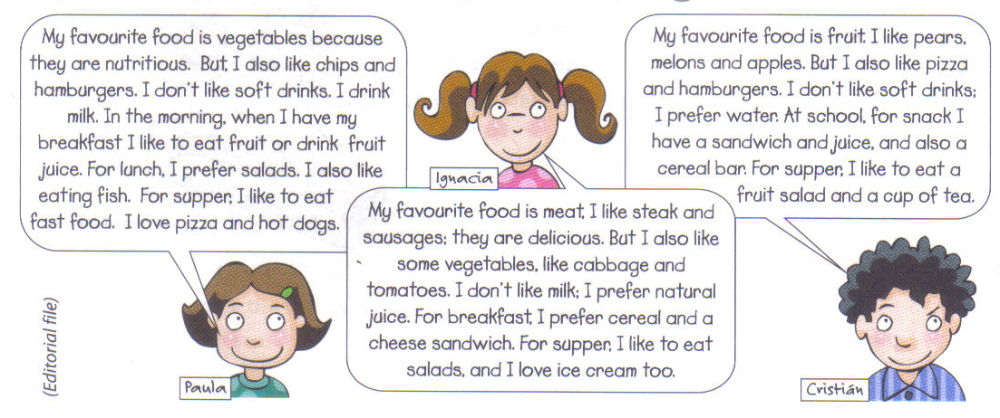 My favourite food is vegetables because
they are nutritious. But, I also like chips and
hamburgers. I don't like soft drinks. I drink
milk. In the morning, when I have my
breakfast I like to eat fruit or drink fruit
juice. For lunch, I prefer salads. I also like
eating fish. For supper, I like to eat
fast food. I love pizza and hot dogs.
Paula
Ignacia
My favourite food is meat, I like steak and
sausages; they are delicious. But I also like
some vegetables, like cabbage and
tomatoes. I don't like milk; I prefer natural
juice. For breakfast, I prefer cereal and a
cheese sandwich. For supper, I like to eat
salads, and I love ice cream too.
My favourite food is fruit. I like pears,
melons and apples. But I also like pizza
and hamburgers. I don't like soft drinks;
I prefer water. At school, for snack I
have a sandwich and juice, and also a
cereal bar. For supper, I like to eat a
fruit salad and a cup of tea.
Cristián
(Editorial file)